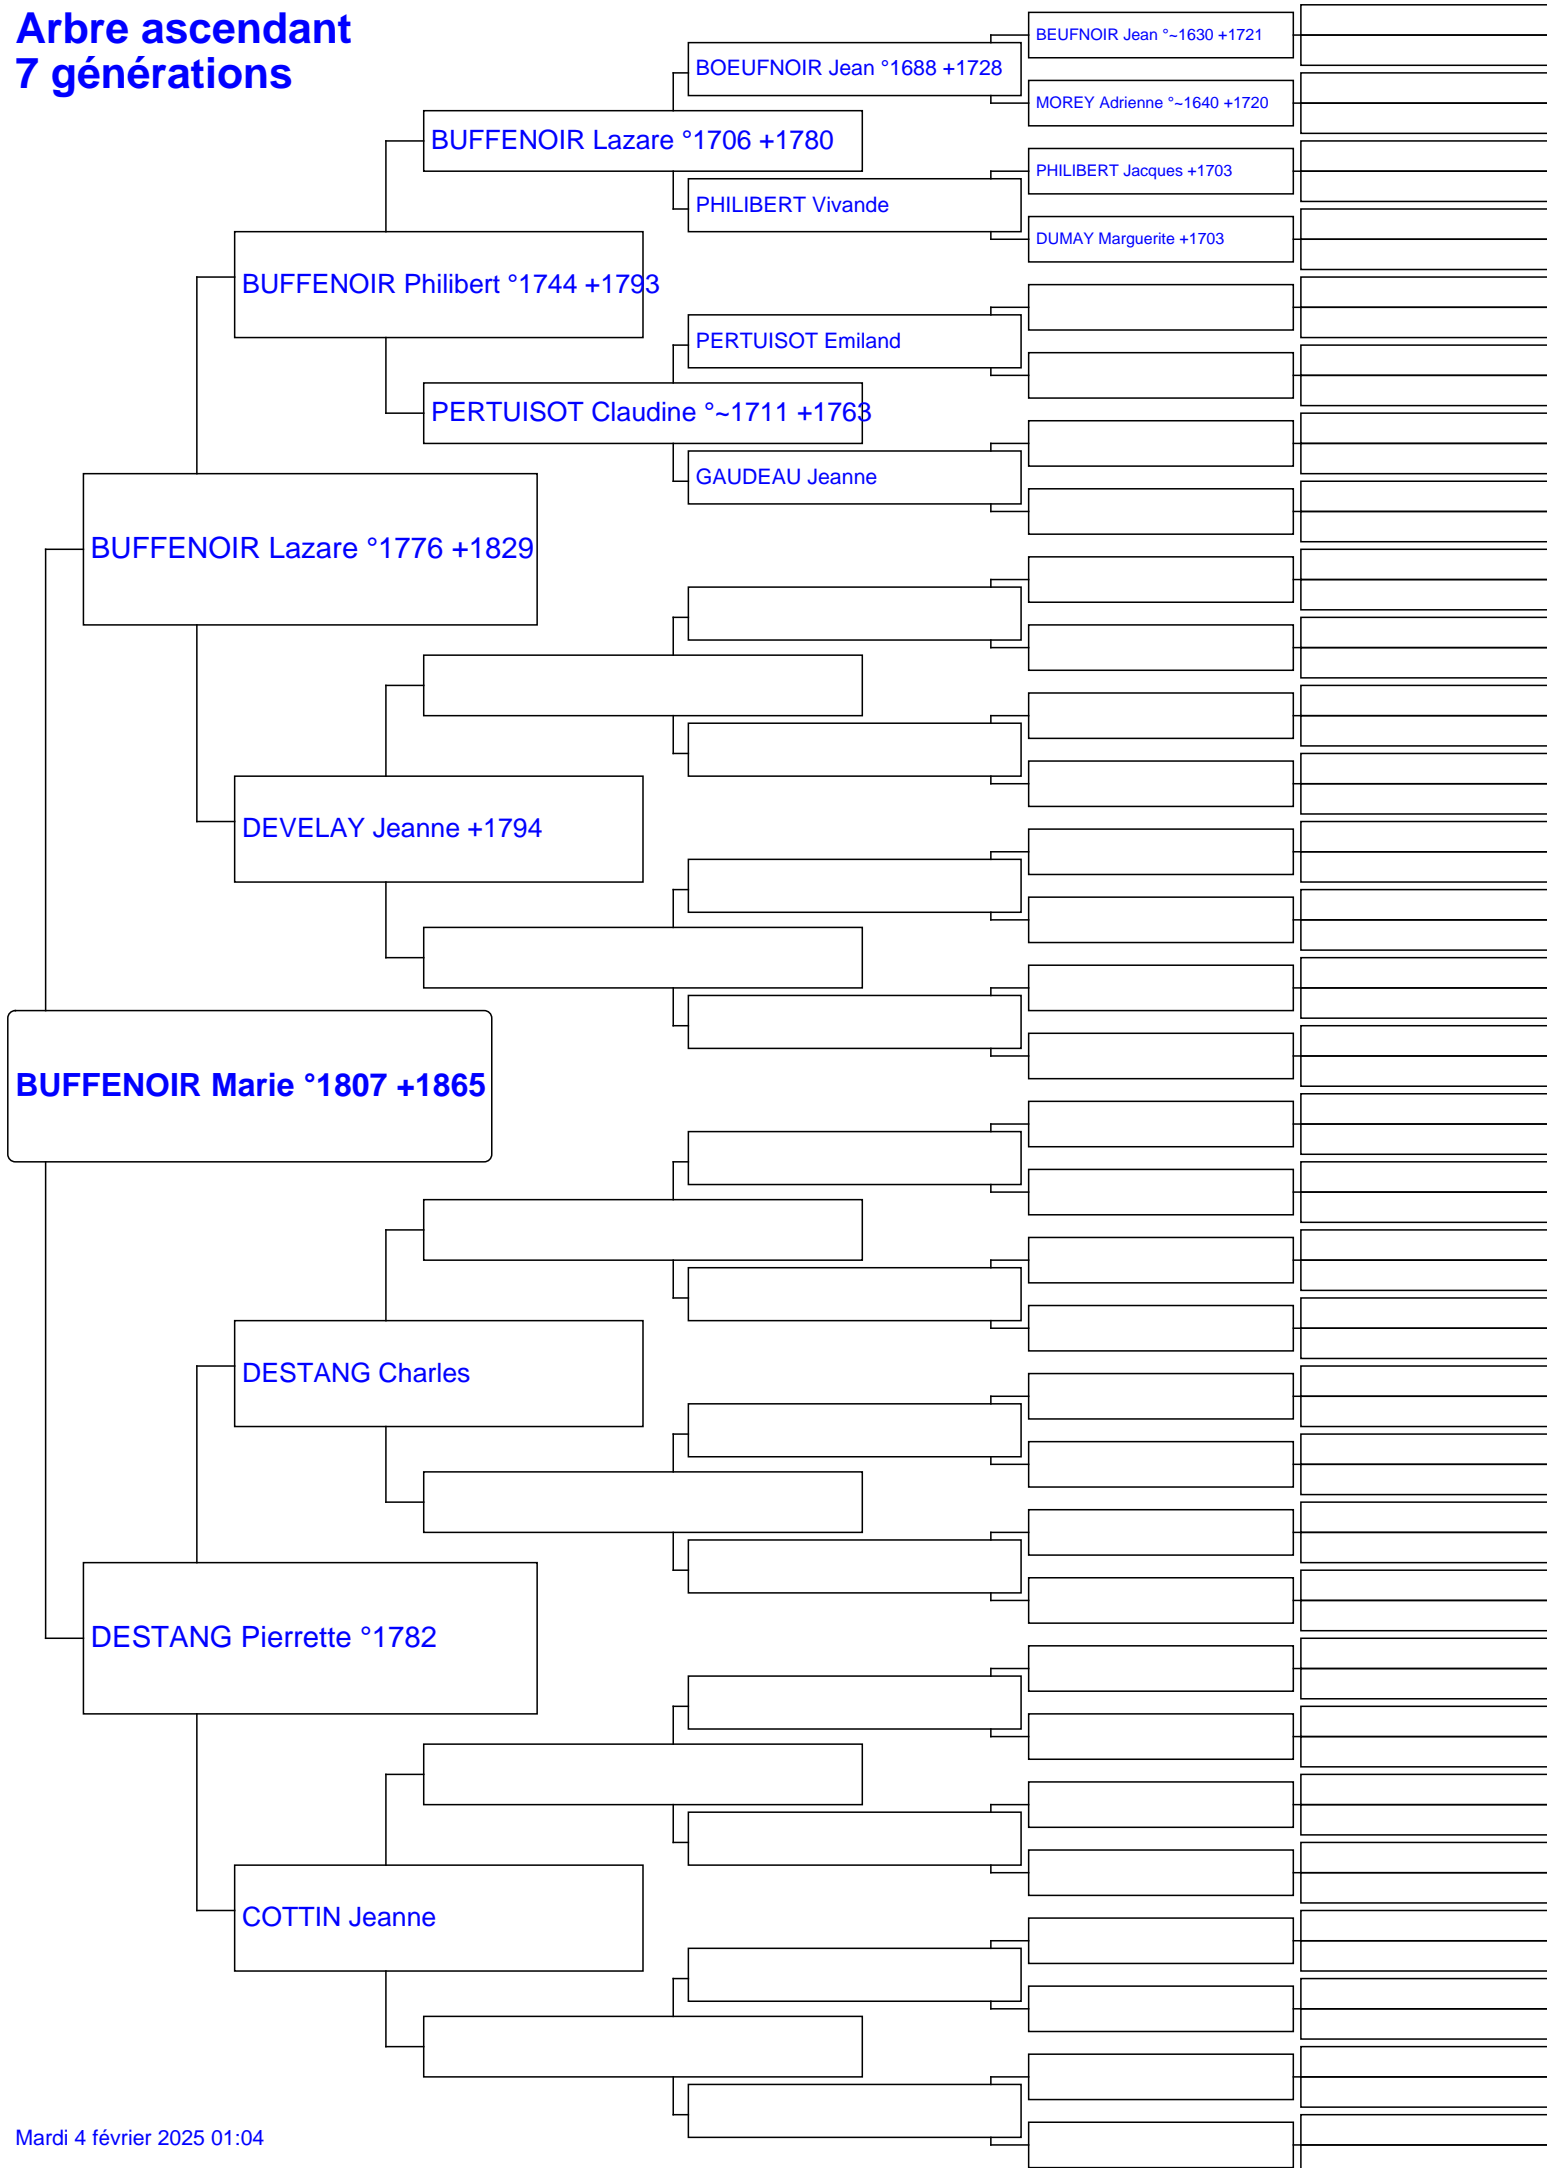 Arbre ascendant
7 générations
BEUFNOIR Jean °~1630 +1721
BOEUFNOIR Jean °1688 +1728
MOREY Adrienne °~1640 +1720
BUFFENOIR Lazare °1706 +1780
PHILIBERT Jacques +1703
PHILIBERT Vivande
DUMAY Marguerite +1703
BUFFENOIR Philibert °1744 +1793
PERTUISOT Emiland
PERTUISOT Claudine °~1711 +1763
GAUDEAU Jeanne
BUFFENOIR Lazare °1776 +1829
DEVELAY Jeanne +1794
BUFFENOIR Marie °1807 +1865
DESTANG Charles
DESTANG Pierrette °1782
COTTIN Jeanne
Mardi 4 février 2025 01:04